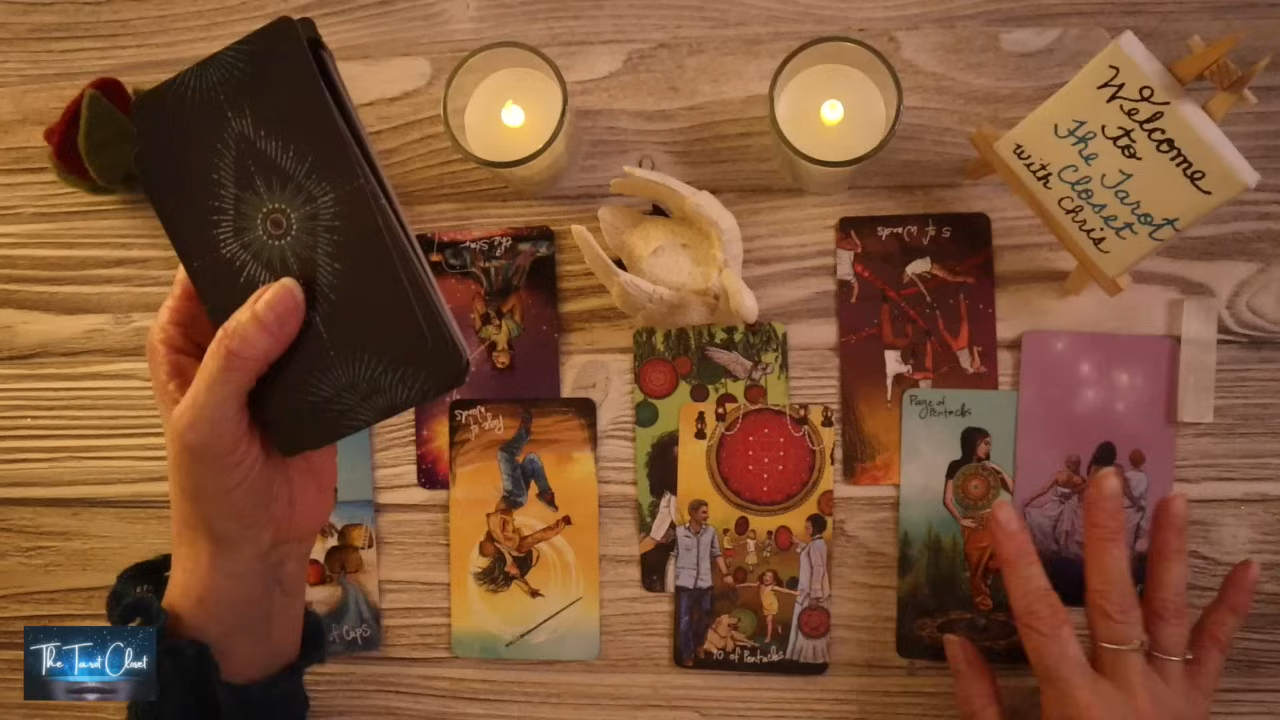 Welcome
to
The Tarot
Closet
with Chris
the Star
5 of Wands
Page of
Pentacles
Page of
Wands
10 of Pentacles
of Cups
The Tarot Closet